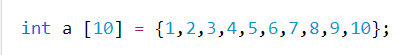 int a [10] = {1,2,3,4,5,6,7,8,9,10};